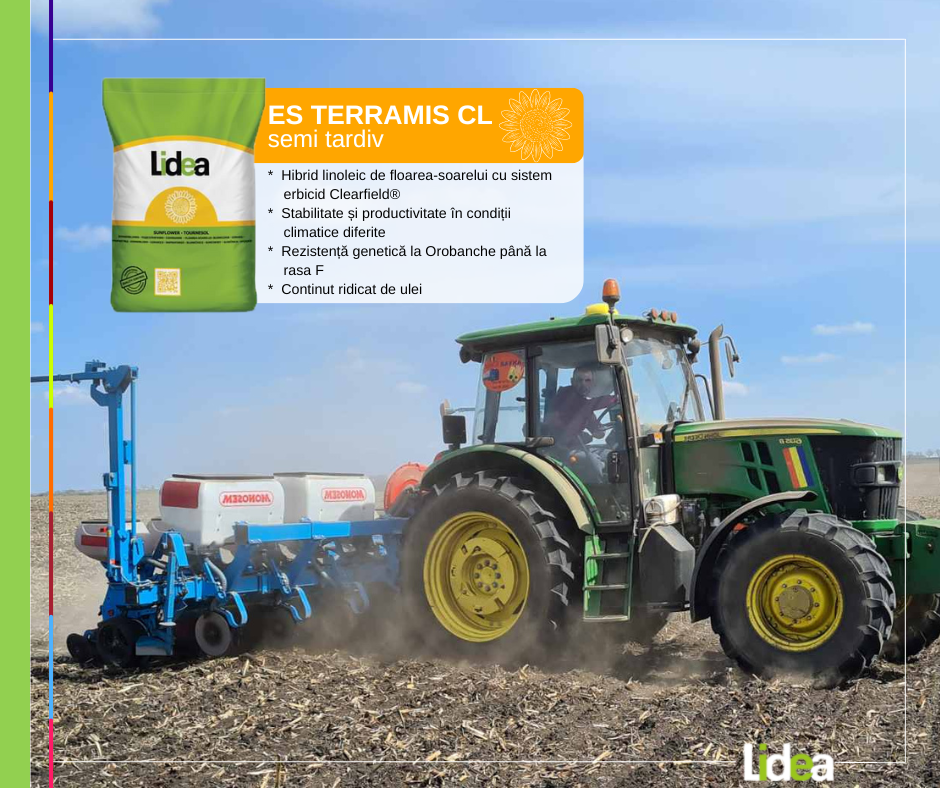 ES TERRAMIS CL
semi tardiv
Lidea
* Hibrid linoleic de floarea-soarelui cu sistem
erbicid Clearfield®
* Stabilitate și productivitate în condiții
climatice diferite
* Rezistență genetică la Orobanche până la
rasa F
* Continut ridicat de ulei
SUNFLOWER • TOURNESOL
MONOSEM
MONOSEM
Lidea